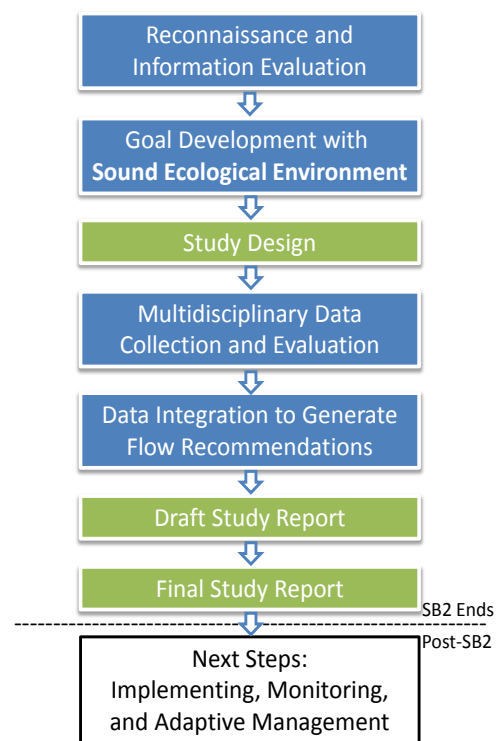 Reconnaissance and
Information Evaluation
Goal Development with
Sound Ecological Environment
Study Design
Multidisciplinary Data
Collection and Evaluation
Data Integration to Generate
Flow Recommendations
Draft Study Report
Final Study Report
SB2 Ends
Post-SB2
Next Steps:
Implementing, Monitoring,
and Adaptive Management